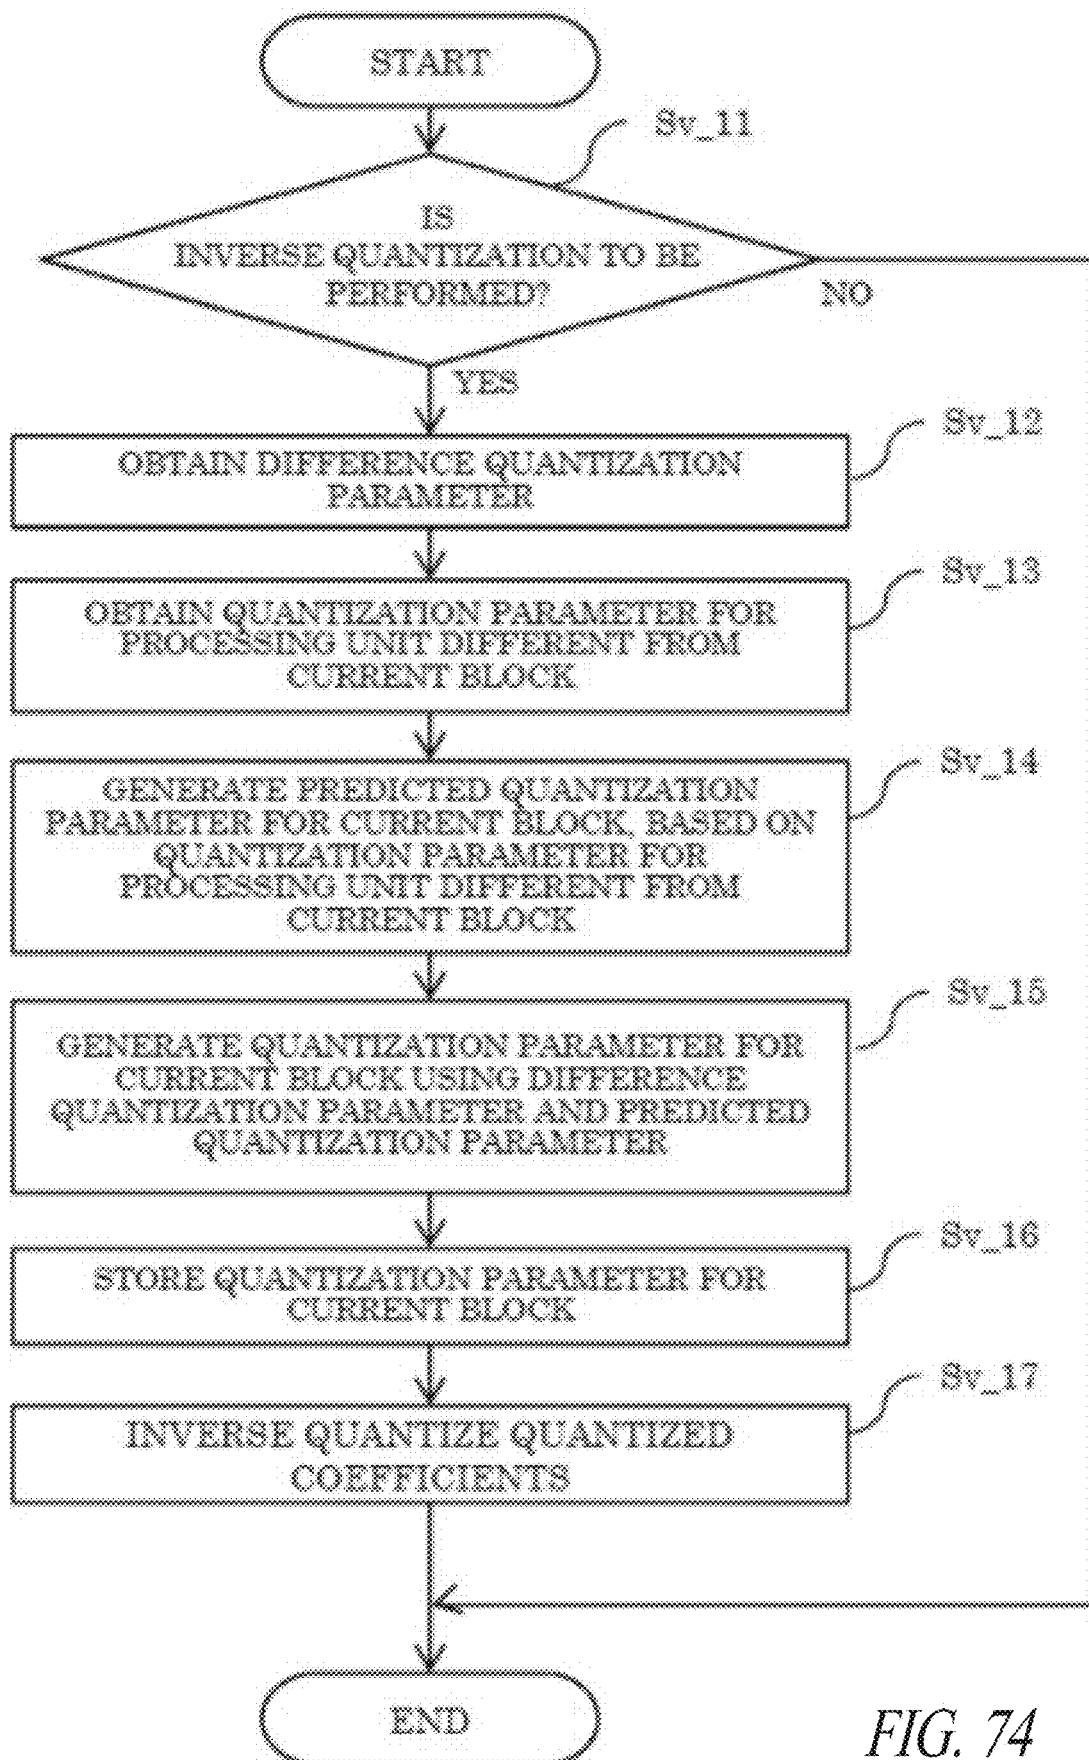 START
Sv_11
IS
INVERSE QUANTIZATION TO BE
PERFORMED?
NO
YES
Sv_12
OBTAIN DIFFERENCE QUANTIZATION
PARAMETER
Sv_13
OBTAIN QUANTIZATION PARAMETER FOR
PROCESSING UNIT DIFFERENT FROM
CURRENT BLOCK
Sv_14
GENERATE PREDICTED QUANTIZATION
PARAMETER FOR CURRENT BLOCK, BASED ON
QUANTIZATION PARAMETER FOR
PROCESSING UNIT DIFFERENT FROM
CURRENT BLOCK
Sv_15
GENERATE QUANTIZATION PARAMETER FOR
CURRENT BLOCK USING DIFFERENCE
QUANTIZATION PARAMETER AND PREDICTED
QUANTIZATION PARAMETER
Sv_16
STORE QUANTIZATION PARAMETER FOR
CURRENT BLOCK
Sv_17
INVERSE QUANTIZE QUANTIZED
COEFFICIENTS
END
FIG. 74